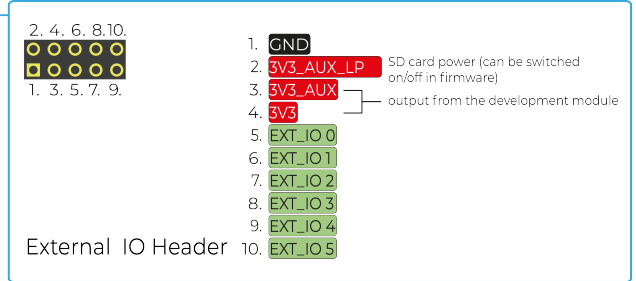 2. 4. 6. 8. 10.
1. 3. 5. 7. 9.
1. GND
2. 3V3_AUX_LP
SD card power (can be switched
on/off in firmware)
3. 3V3_AUX
4. 3V3
output from the development module
5. EXT_IO 0
6. EXT_IO 1
7. EXT_IO 2
8. EXT_IO 3
9. EXT_IO 4
10. EXT_IO 5
External IO Header